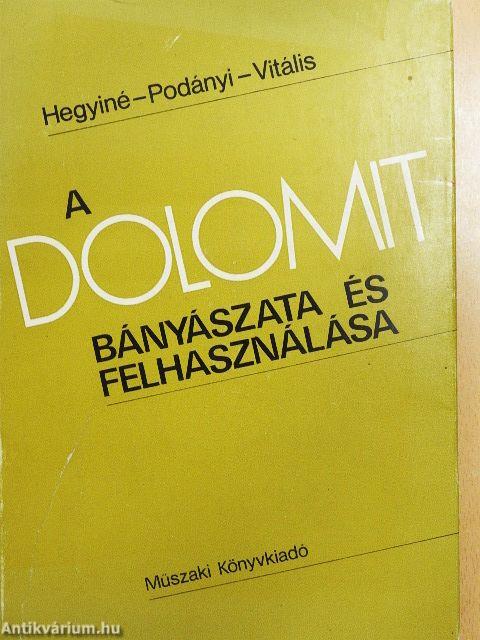 Hegyiné–Podányi–Vitális
A
DOLOMIT
BÁNYÁSZATA ÉS
FELHASZNÁLÁSA
Műszaki Könyvkiadó
Antikvárium.hu